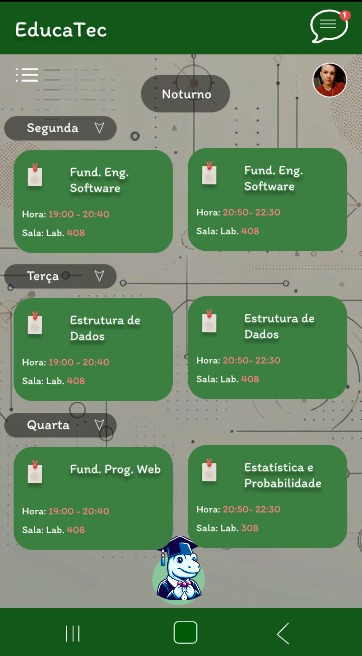 EducaTec
1
Noturno
Segunda
Fund. Eng.
Software
Hora: 19:00 - 20:40
Sala: Lab. 408
Fund. Eng.
Software
Hora: 20:50- 22:30
Sala: Lab. 408
Terça
Estrutura de
Dados
Hora: 19:00 - 20:40
Sala: Lab. 408
Estrutura de
Dados
Hora: 20:50- 22:30
Sala: Lab. 408
Quarta
Fund. Prog. Web
Hora: 19:00 - 20:40
Sala: Lab. 408
Estatística e
Probabilidade
Hora: 20:50- 22:30
Sala: Lab. 308